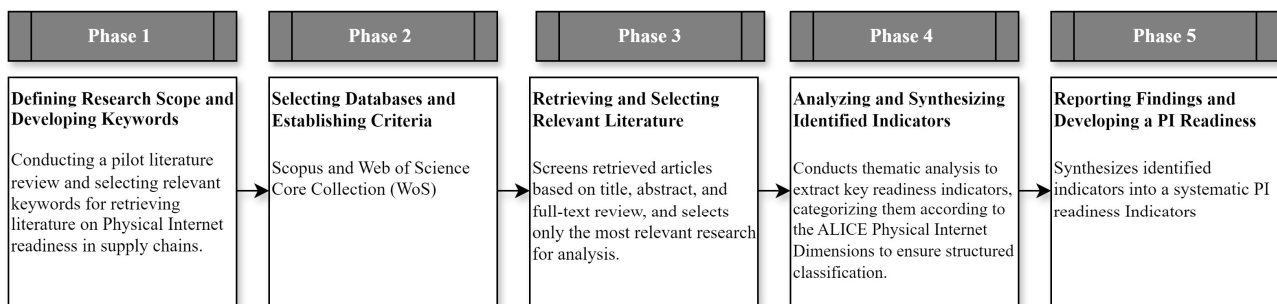 Phase 1
Phase 2
Phase 3
Phase 4
Phase 5
Defining Research Scope and
Developing Keywords
Conducting a pilot literature
review and selecting relevant
keywords for retrieving
literature on Physical Internet
readiness in supply chains.
Selecting Databases and
Establishing Criteria
Scopus and Web of Science
Core Collection (WoS)
Retrieving and Selecting
Relevant Literature
Screens retrieved articles
based on title, abstract, and
full-text review, and selects
only the most relevant research
for analysis.
Analyzing and Synthesizing
Identified Indicators
Conducts thematic analysis to
extract key readiness indicators,
categorizing them according to
the ALICE Physical Internet
Dimensions to ensure structured
classification.
Reporting Findings and
Developing a PI Readiness
Synthesizes identified
indicators into a systematic PI
readiness Indicators